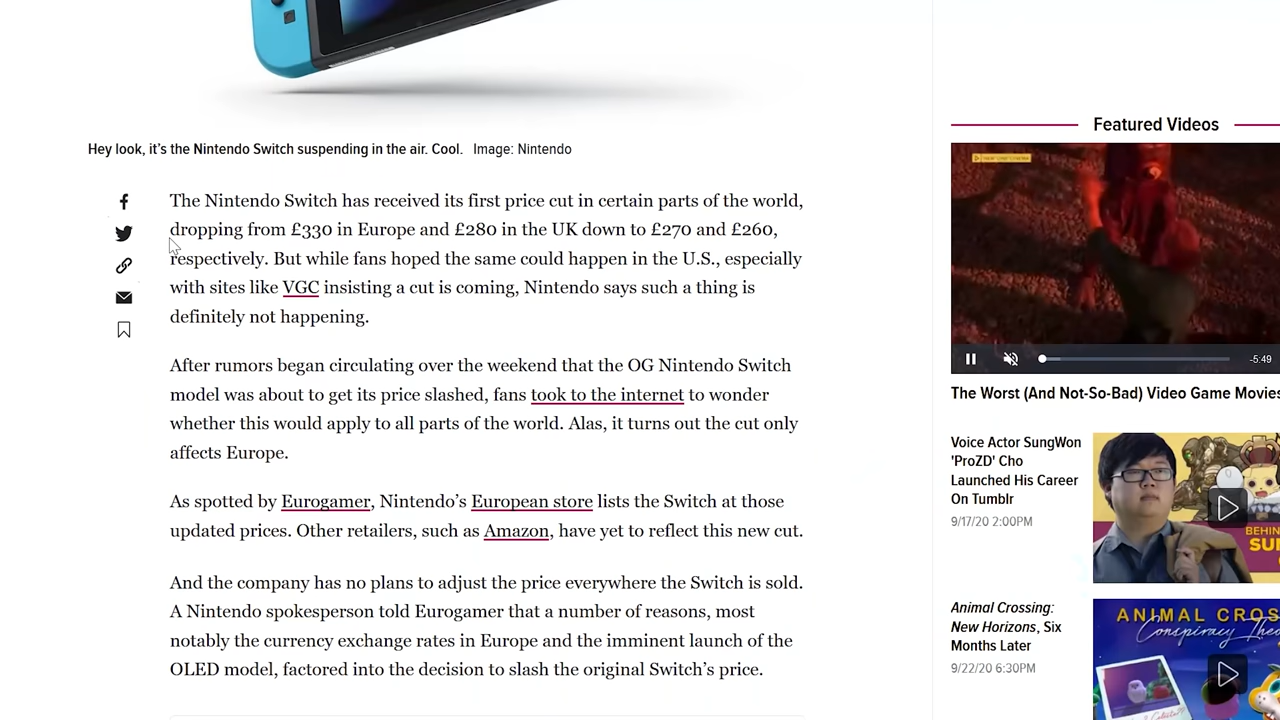 Hey look, it's the Nintendo Switch suspending in the air. Cool. Image: Nintendo
The Nintendo Switch has received its first price cut in certain parts of the world,
dropping from £330 in Europe and £280 in the UK down to £270 and £260,
respectively. But while fans hoped the same could happen in the U.S., especially
with sites like VGC insisting a cut is coming, Nintendo says such a thing is
definitely not happening.
After rumors began circulating over the weekend that the OG Nintendo Switch
model was about to get its price slashed, fans took to the internet to wonder
whether this would apply to all parts of the world. Alas, it turns out the cut only
affects Europe.
As spotted by Eurogamer, Nintendo's European store lists the Switch at those
updated prices. Other retailers, such as Amazon, have yet to reflect this new cut.
And the company has no plans to adjust the price everywhere the Switch is sold.
A Nintendo spokesperson told Eurogamer that a number of reasons, most
notably the currency exchange rates in Europe and the imminent launch of the
OLED model, factored into the decision to slash the original Switch's price.
Featured Videos
-5:49
The Worst (And Not-So-Bad) Video Game Movies
Voice Actor SungWon
'ProZD' Cho
Launched His Career
On Tumblr
9/17/20 2:00PM
BEHIN
SU
Animal Crossing:
New Horizons, Six
Months Later
9/22/20 6:30PM
ANIMAL CROS
Conspiracy The